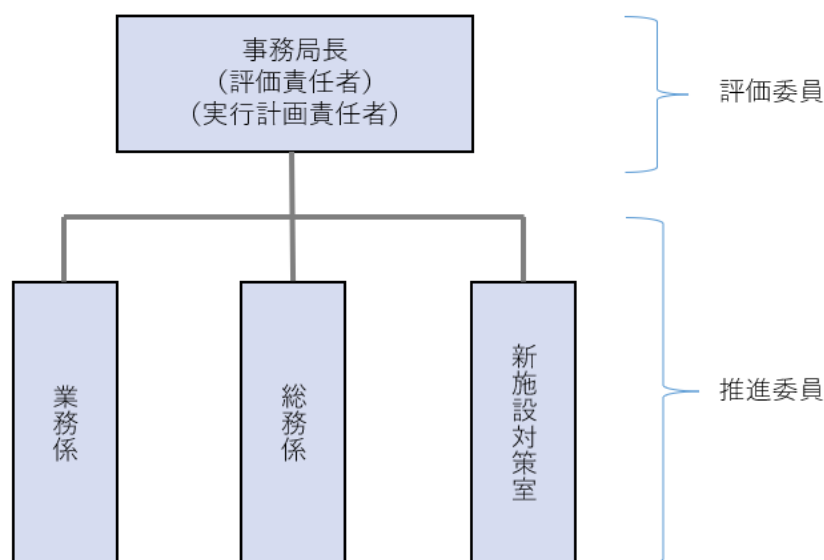 事務局長
（評価責任者）
（実行計画責任者）
評価委員
業務係
総務係
新施設対策室
推進委員